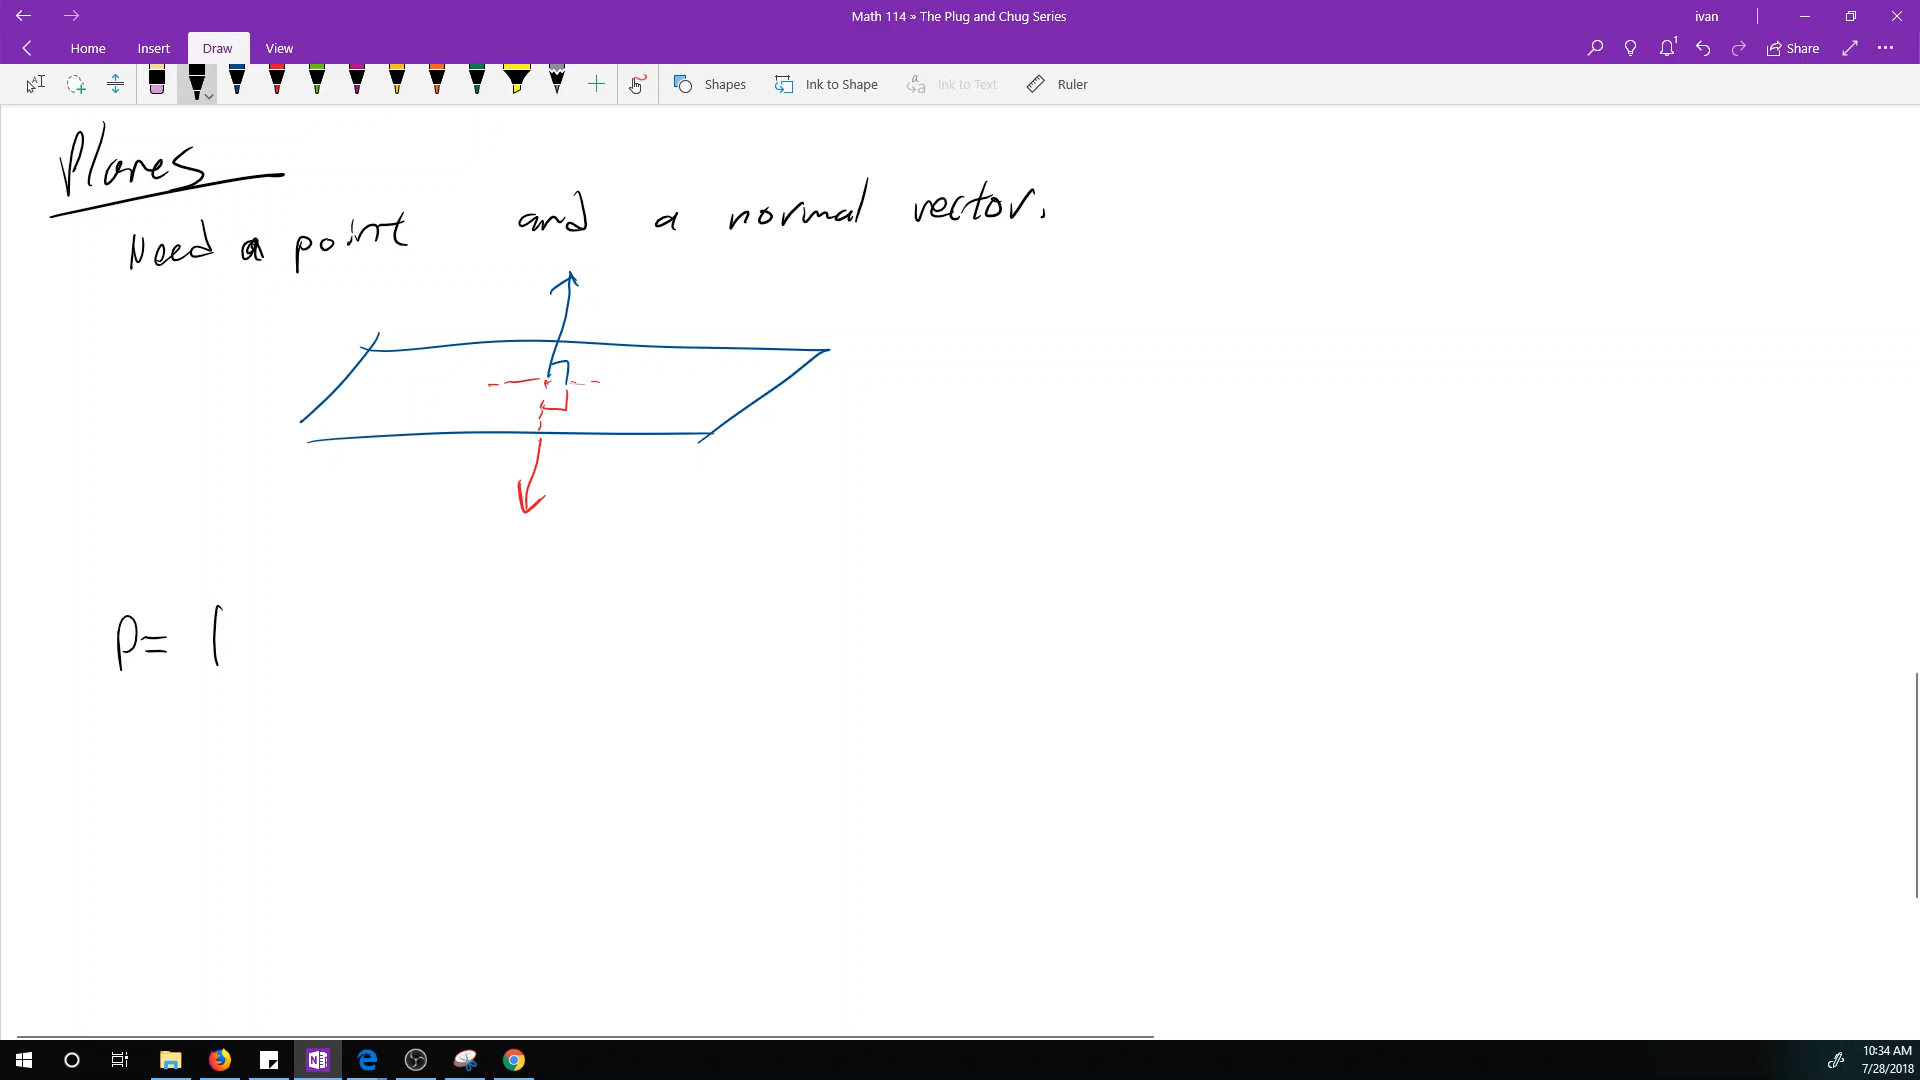 Math 114 » The Plug and Chug Series
ivan
Home Insert Draw View
1
Share
Shapes Ink to Shape Ink to Text Ruler
Planes
Need a point and a normal vector.
P= (
10:34 AM
7/28/2018